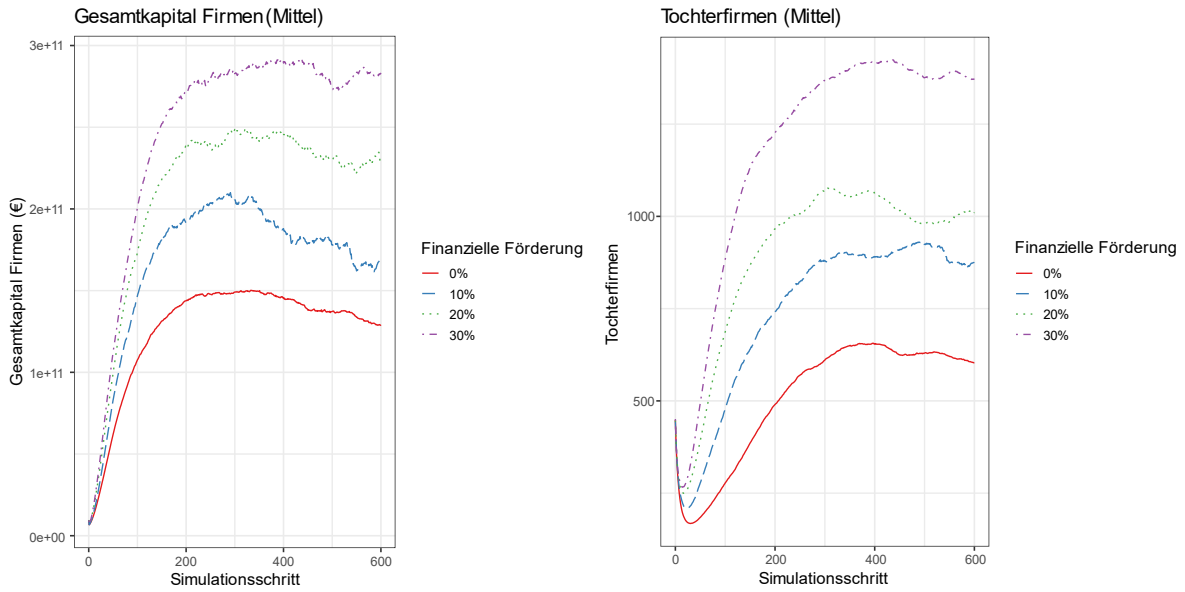 Gesamtkapital Firmen (Mittel)
3e+11
2e+11
1e+11
0e+00
Gesamtkapital Firmen (€)
0
200
400
600
Simulationsschritt
Finanzielle Förderung
0%
10%
20%
30%
Tochterfirmen (Mittel)
1000
500
Tochterfirmen
0
200
400
600
Simulationsschritt
Finanzielle Förderung
0%
10%
20%
30%